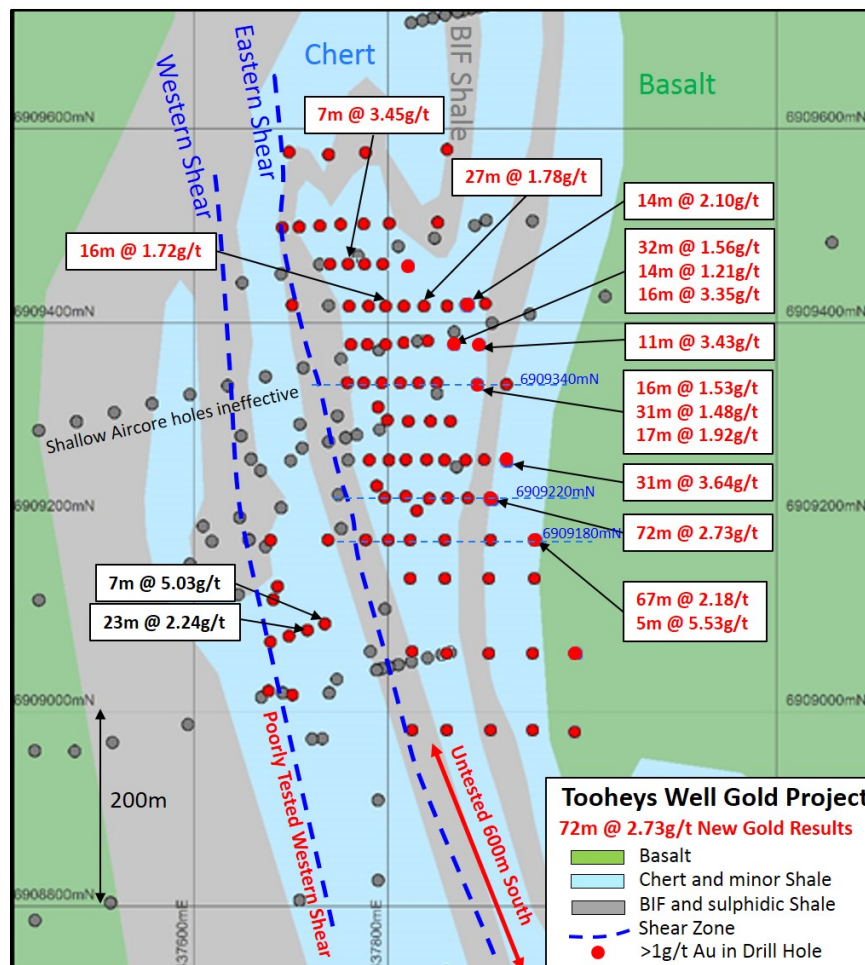 Western Shear
Eastern Shear
Chert
BIF Shale
Basalt
6909600mN
6909600mN
7m @ 3.45g/t
27m @ 1.78g/t
14m @ 2.10g/t
16m @ 1.72g/t
32m @ 1.56g/t
14m @ 1.21g/t
16m @ 3.35g/t
6909400mN
6909400mN
11m @ 3.43g/t
6909340mN
16m @ 1.53g/t
31m @ 1.48g/t
17m @ 1.92g/t
Shallow Aircore holes ineffective
31m @ 3.64g/t
6909220mN
6909200mN
6909200mN
72m @ 2.73g/t
6909180mN
7m @ 5.03g/t
23m @ 2.24g/t
67m @ 2.18/t
5m @ 5.53g/t
6909000mN
6909000mN
200m
Poorly Tested Western Shear
Untested 600m South
6908800mN
37600mE
37800mE
Tooheys Well Gold Project
72m @ 2.73g/t New Gold Results
Basalt
Chert and minor Shale
BIF and sulphidic Shale
Shear Zone
>1g/t Au in Drill Hole